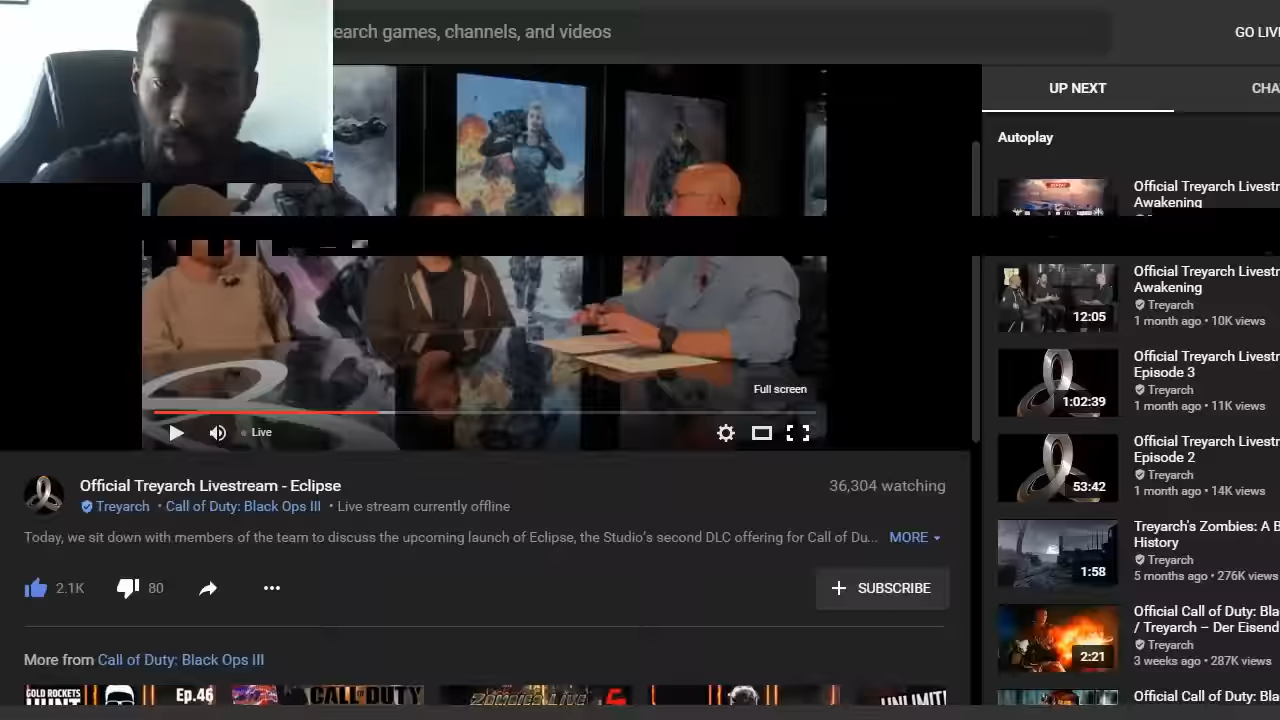 earch games, channels, and videos
GO LIV
UP NEXT
CHA
Autoplay
Official Treyarch Livest
Awakening
Official Treyarch Livestr
Awakening
12:05
Treyarch
1 month ago • 10K views
Official Treyarch Livestr
Episode 3
1:02:39
Treyarch
1 month ago • 11K views
Official Treyarch Livestr
Episode 2
53:42
Treyarch
1 month ago • 14K views
Treyarch's Zombies: A B
History
1:58
Treyarch
5 months ago • 276K views
Official Call of Duty: Bla
/ Treyarch – Der Eisend
2:21
Treyarch
3 weeks ago • 287K views
Official Call of Duty: Bla
Full screen
Live
Official Treyarch Livestream - Eclipse
36,304 watching
Treyarch • Call of Duty: Black Ops III • Live stream currently offline
Today, we sit down with members of the team to discuss the upcoming launch of Eclipse, the Studio's second DLC offering for Call of Du... MORE
2.1K
80
SUBSCRIBE
More from Call of Duty: Black Ops III
GOLD ROCKETS
HUNT
Ep.46
CALL OF DUTY
ZOMBIES LIVE
UNLIMIT